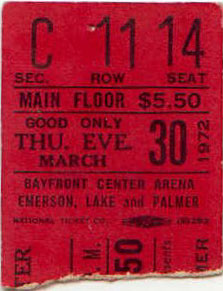 C 11 14
SEC. ROW SEAT
MAIN FLOOR $5.50
GOOD ONLY
THU. EVE. 30 1972
MARCH
BAYFRONT CENTER ARENA
EMERSON, LAKE and PALMER
NATIONAL TICKET CO.